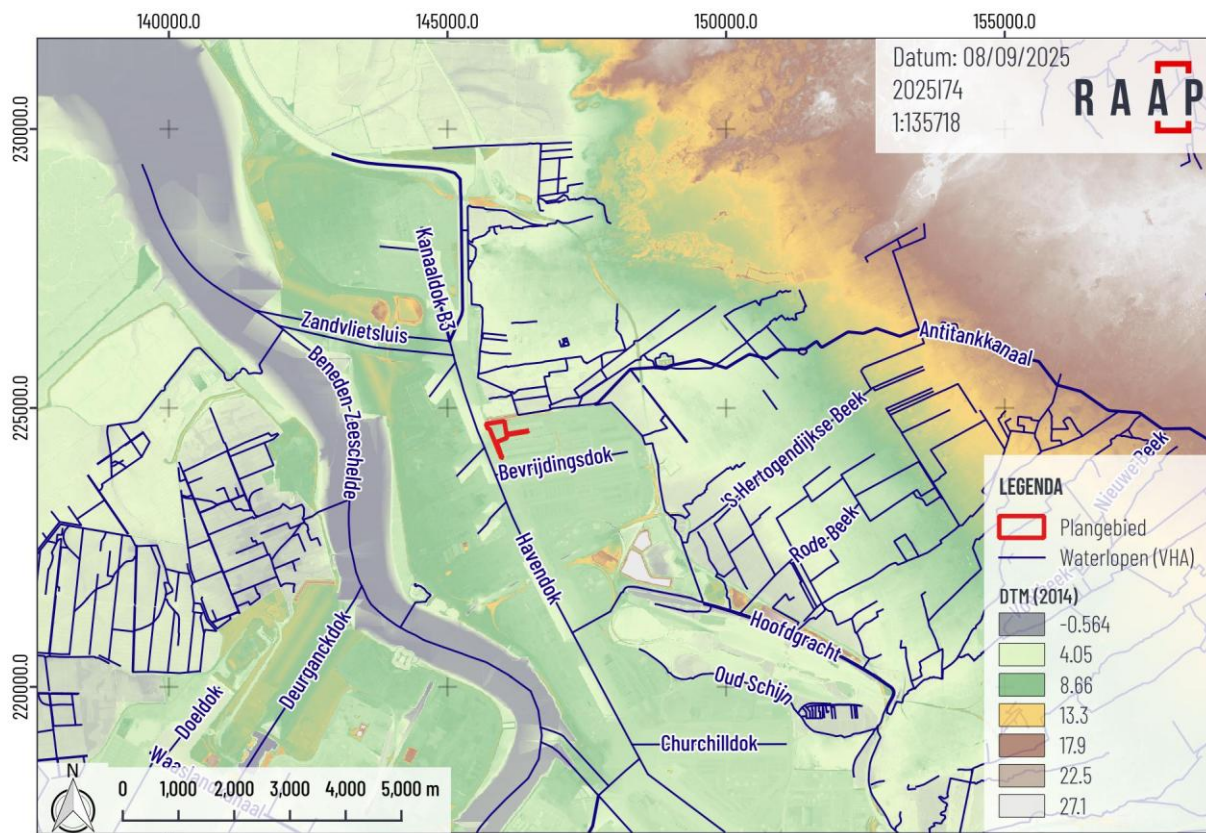 140000.0
145000.0
150000.0
155000.0
230000.0
225000.0
220000.0
Datum: 08/09/2025
2025I74
1:135718
RAAP
Kanaaldok-B3
Zandvlietsluis
Beneden-Zeeschelde
Antitankkanaal
'S Hertogendijkse-Beek
Bevrijdingsdok
Rode-Beek
Nieuwe-Beek
Havendok
Hoofdgracht
Oud Schijn
Deurganckdok
Doeldok
Churchilldok
LEGENDA
Plangebied
Waterlopen (VHA)
DTM (2014)
-0.564
4.05
8.66
13.3
17.9
22.5
27.1
N
0 1,000 2,000 3,000 4,000 5,000 m